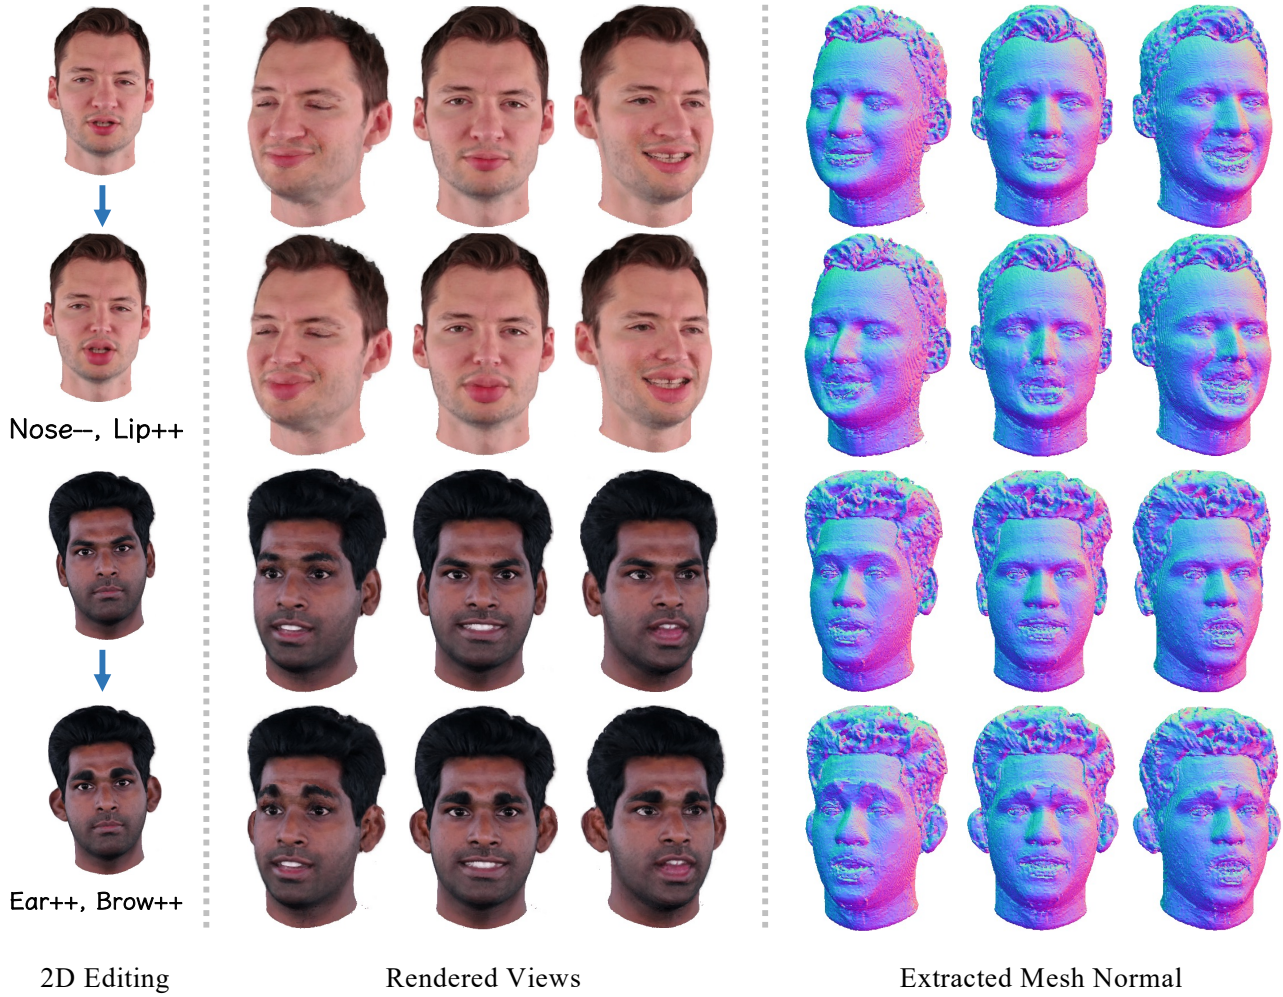 Nose--, Lip++
Ear++, Brow++
2D Editing
Rendered Views
Extracted Mesh Normal